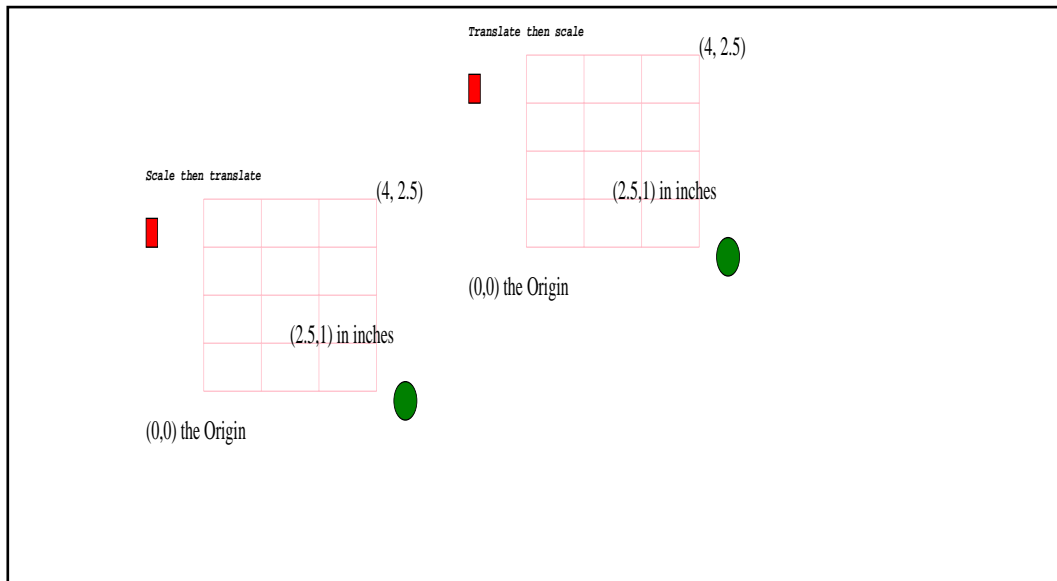 Translate then scale
(4, 2.5)
(2.5,1) in inches
(0,0) the Origin
Scale then translate
(4, 2.5)
(2.5,1) in inches
(0,0) the Origin